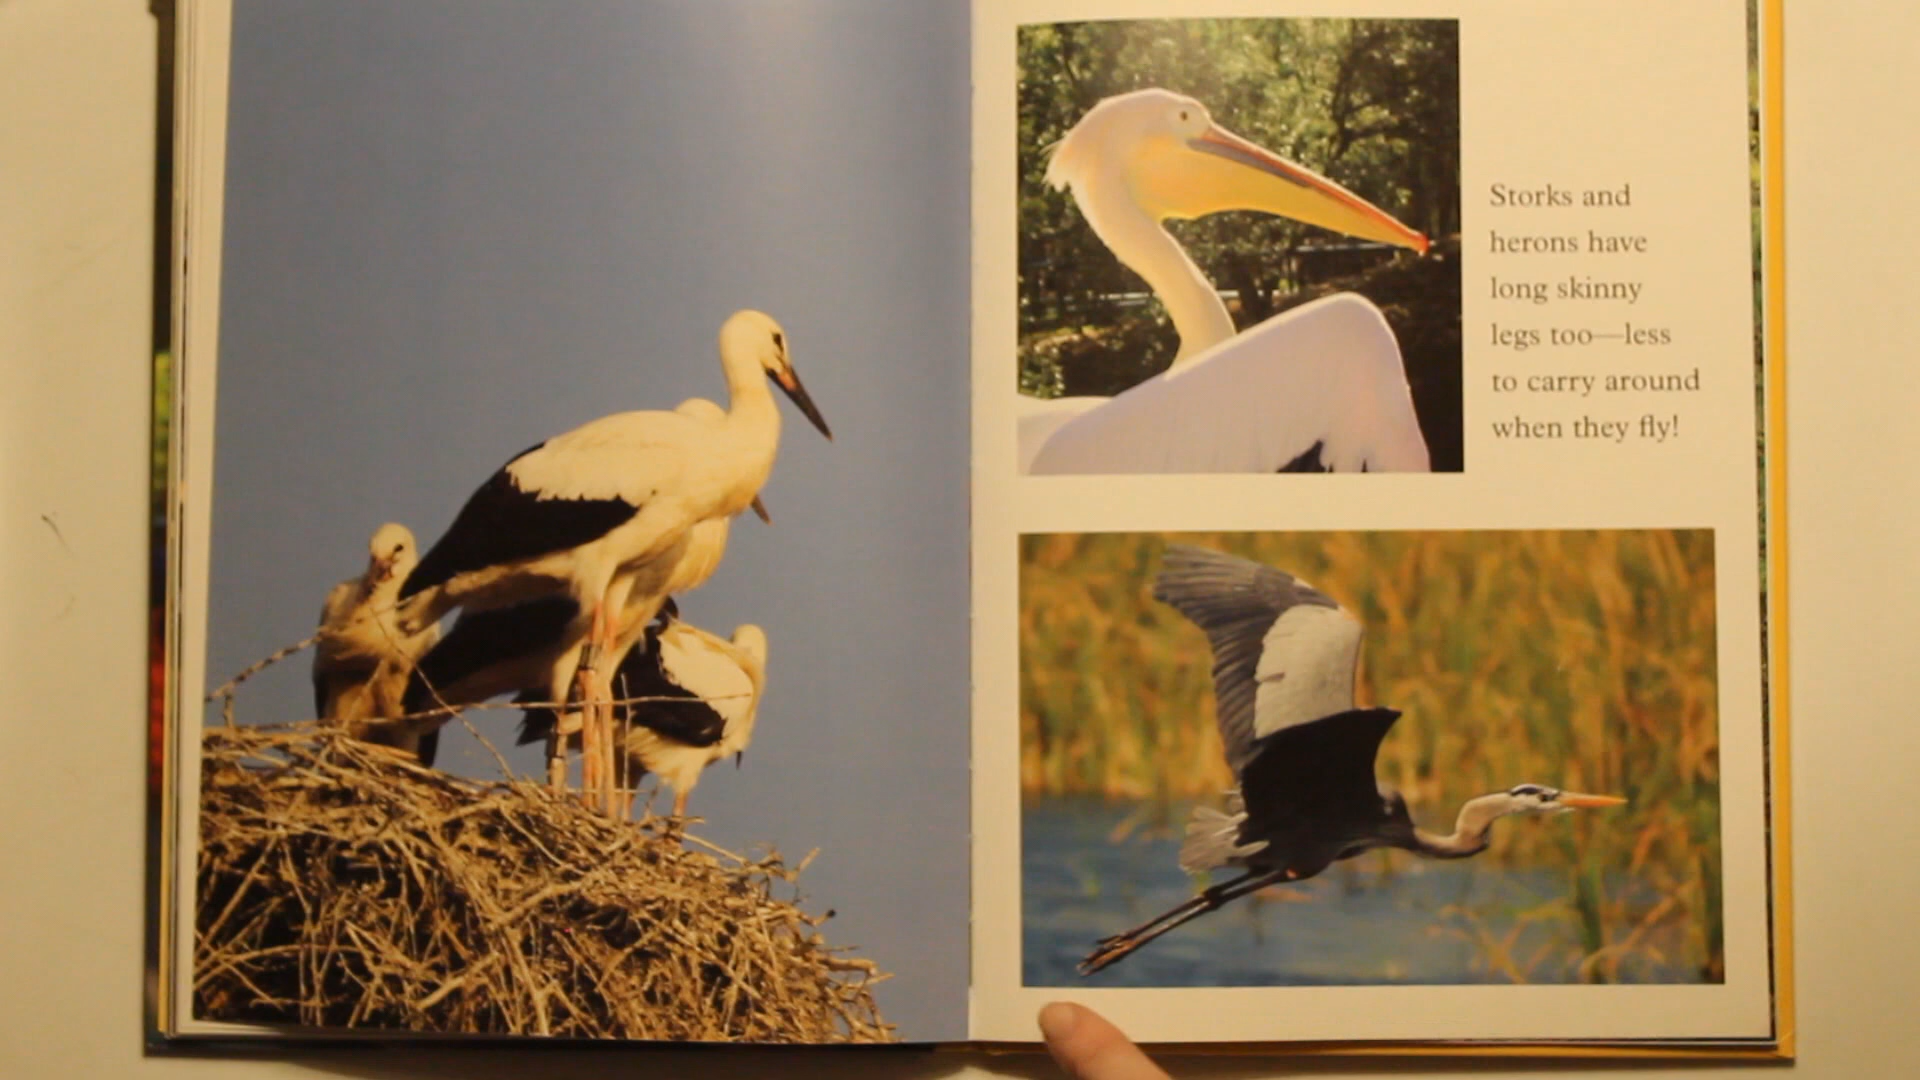 Storks and
herons have
long skinny
legs too—less
to carry around
when they fly!